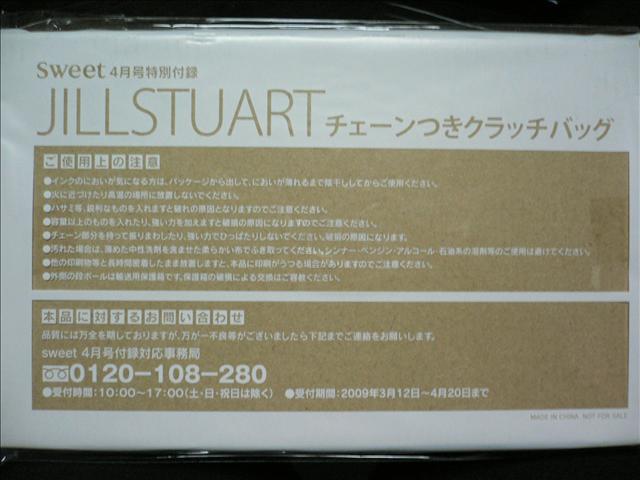 sweet 4月号特別付録
JILLSTUART チェーンつきクラッチバッグ
ご使用上の注意
●インクのにおいが気になる方は、パッケージから出して、においが薄れるまで陰干ししてからご使用ください。
●火に近づけたり高温の場所に放置しないでください。
●ハサミ等、鋭利なものを入れますと破れの原因となりますのでご注意ください。
●容量以上のものを入れたり、強い力を加えますと破損の原因になりますのでご注意ください。
●チェーン部分を持って振りまわしたり、強い力でひっぱたりしないでください。破損の原因になります。
●汚れた場合は、薄めた中性洗剤を含ませた柔らかい布でふき取ってください。シンナー・ベンジン・アルコール・石油系の溶剤等のご使用は避けてください。
●他の印刷物等と長時間密着したまま放置しますと、本品に印刷がうつる場合がありますのでご注意ください。
●外側の段ボールは輸送用保護箱です。保護箱の破損による交換はご容赦ください。
本品に対するお問い合わせ
品質には万全を期しておりますが、万が一不良等がございましたら下記までご連絡をお願いします。
sweet 4月号付録対応事務局
0120-108-280
●受付時間:10:00～17:00(土・日・祝日は除く) ●受付期間:2009年3月12日～4月20日まで
MADE IN CHINA NOT FOR SALE